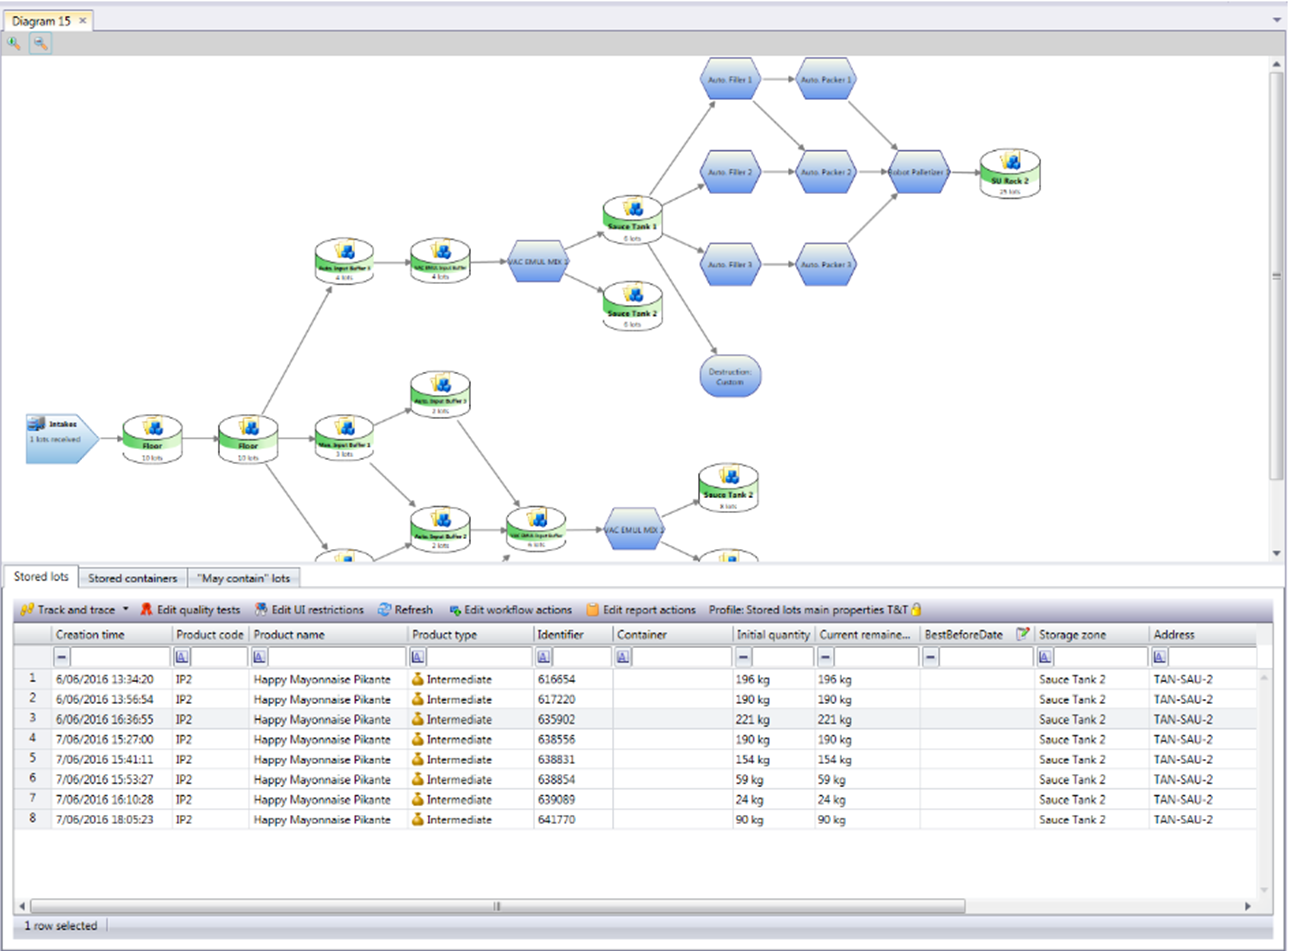 Diagram 15
Auto. Filler 1
Auto. Packer 1
Auto. Filler 2
Auto. Packer 2
Robot Palletizer
SU Rack 2
25 lots
Sauce Tank 1
6 lots
Auto. Input Buffer
4 lots
VAC EMUL Input Buffer
4 lots
VAC EMUL MIX
Auto. Filler 3
Auto. Packer 3
Sauce Tank 2
6 lots
Destruction:
Custom
Auto. Input Buffer
2 lots
Intakes
1 lots received
Floor
10 lots
Floor
10 lots
Input Buffer
3 lots
Sauce Tank 2
8 lots
Auto. Input Buffer 2
2 lots
VAC EMUL Input Buffer
lots
VAC EMUL MIX
Stored lots
Stored containers
"May contain" lots
Track and trace
Edit quality tests
Edit UI restrictions
Refresh
Edit workflow actions
Edit report actions
Profile: Stored lots main properties T&T
Creation time Product code Product name Product type Identifier Container Initial quantity Current remaine... BestBeforeDate Storage zone Address
1 6/06/2016 13:34:20 IP2 Happy Mayonnaise Pikante Intermediate 616654 196 kg 196 kg Sauce Tank 2 TAN-SAU-2
2 6/06/2016 13:56:54 IP2 Happy Mayonnaise Pikante Intermediate 617220 190 kg 190 kg Sauce Tank 2 TAN-SAU-2
3 6/06/2016 16:36:55 IP2 Happy Mayonnaise Pikante Intermediate 635902 221 kg 221 kg Sauce Tank 2 TAN-SAU-2
4 7/06/2016 15:27:00 IP2 Happy Mayonnaise Pikante Intermediate 638556 190 kg 190 kg Sauce Tank 2 TAN-SAU-2
5 7/06/2016 15:41:11 IP2 Happy Mayonnaise Pikante Intermediate 638831 154 kg 154 kg Sauce Tank 2 TAN-SAU-2
6 7/06/2016 15:53:27 IP2 Happy Mayonnaise Pikante Intermediate 638854 59 kg 59 kg Sauce Tank 2 TAN-SAU-2
7 7/06/2016 16:10:28 IP2 Happy Mayonnaise Pikante Intermediate 639089 24 kg 24 kg Sauce Tank 2 TAN-SAU-2
8 7/06/2016 18:05:23 IP2 Happy Mayonnaise Pikante Intermediate 641770 90 kg 90 kg Sauce Tank 2 TAN-SAU-2
1 row selected